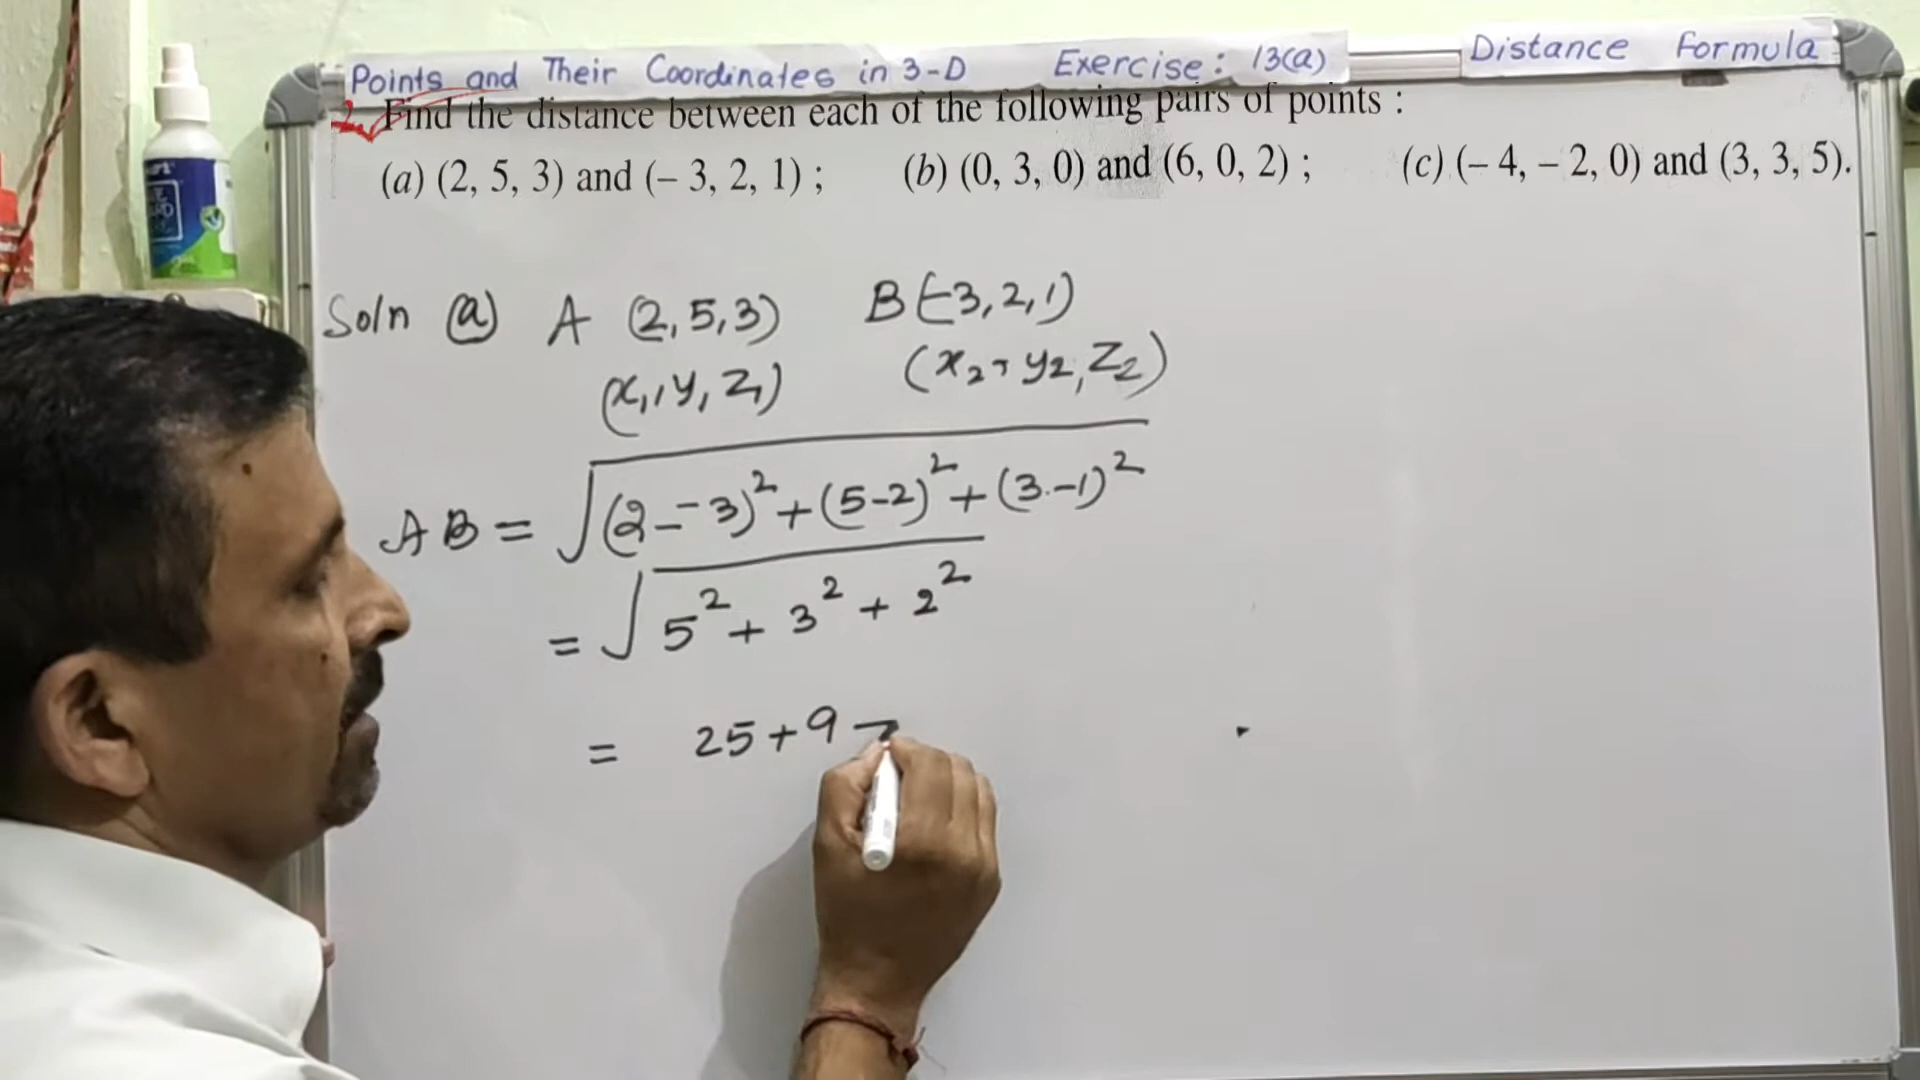 Points and Their Coordinates in 3-D Exercise: 13(a) Distance Formula
2. Find the distance between each of the following pairs of points :
(a) (2, 5, 3) and (– 3, 2, 1) ; (b) (0, 3, 0) and (6, 0, 2) ; (c) (– 4, – 2, 0) and (3, 3, 5).
Soln (a) A (2,5,3) B(-3,2,1)
(x₁, y, z₁) (x₂, y₂, z₂)
AB = √(2--3)² + (5-2)² + (3-1)²
= √5² + 3² + 2²
= 25+9